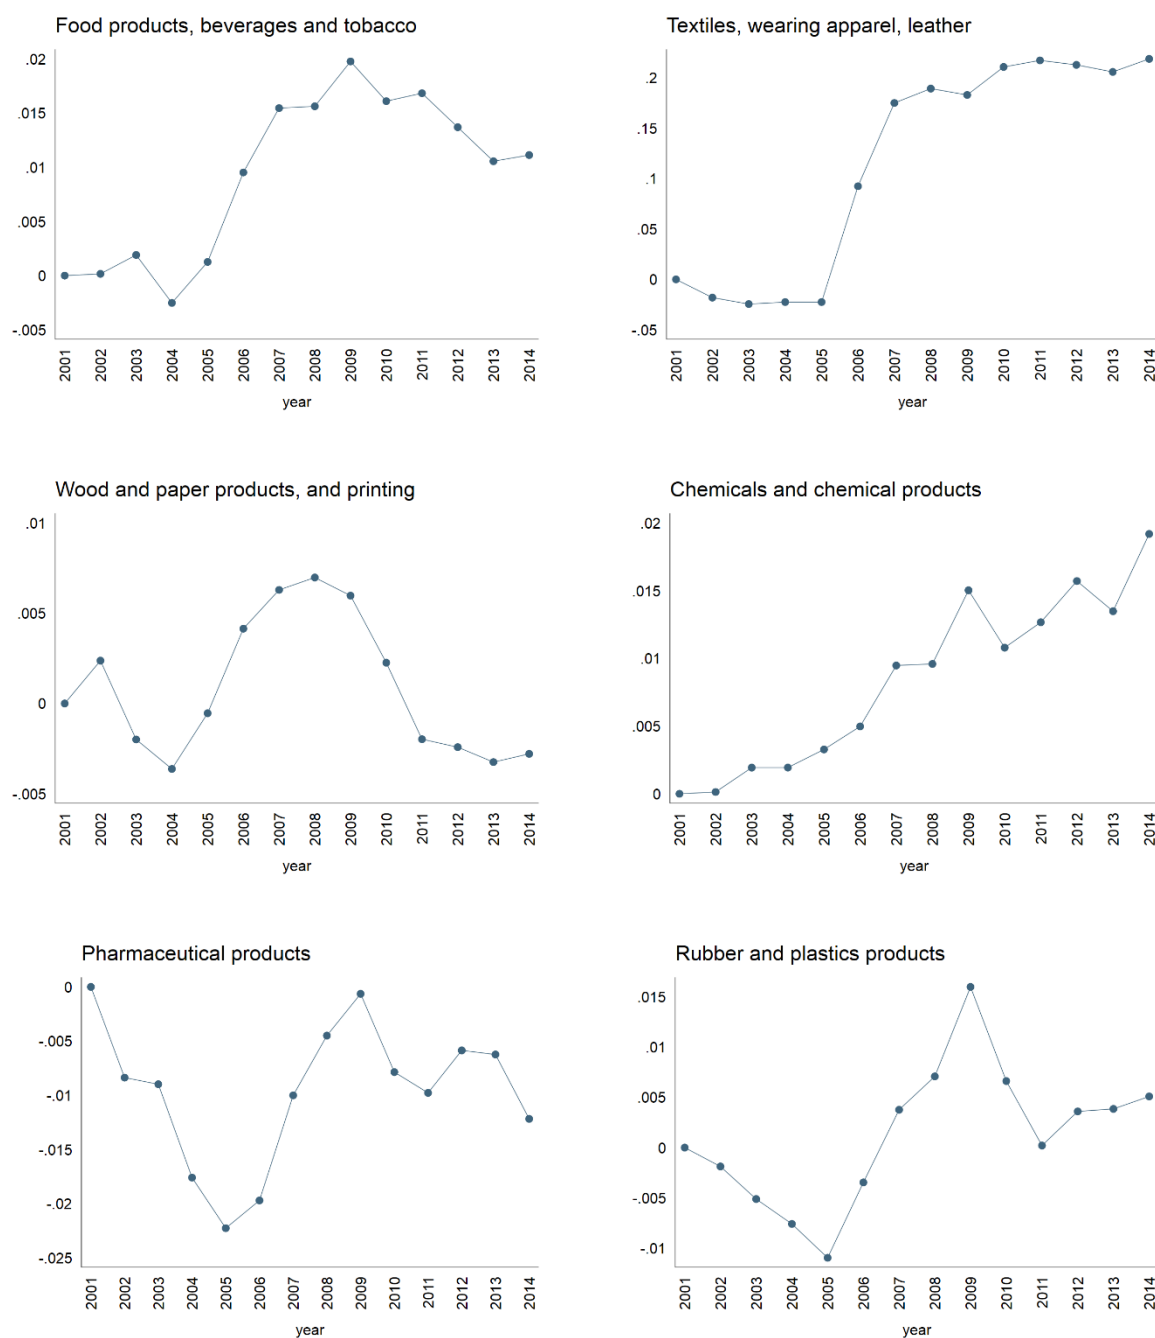 Food products, beverages and tobacco
.02
.015
.01
.005
0
-.005
2001 2002 2003 2004 2005 2006 2007 2008 2009 2010 2011 2012 2013 2014
year
Textiles, wearing apparel, leather
.2
.15
.1
.05
0
-.05
2001 2002 2003 2004 2005 2006 2007 2008 2009 2010 2011 2012 2013 2014
year
Wood and paper products, and printing
.01
.005
0
-.005
2001 2002 2003 2004 2005 2006 2007 2008 2009 2010 2011 2012 2013 2014
year
Chemicals and chemical products
.02
.015
.01
.005
0
2001 2002 2003 2004 2005 2006 2007 2008 2009 2010 2011 2012 2013 2014
year
Pharmaceutical products
0
-.005
-.01
-.015
-.02
-.025
2001 2002 2003 2004 2005 2006 2007 2008 2009 2010 2011 2012 2013 2014
year
Rubber and plastics products
.015
.01
.005
0
-.005
-.01
2001 2002 2003 2004 2005 2006 2007 2008 2009 2010 2011 2012 2013 2014
year